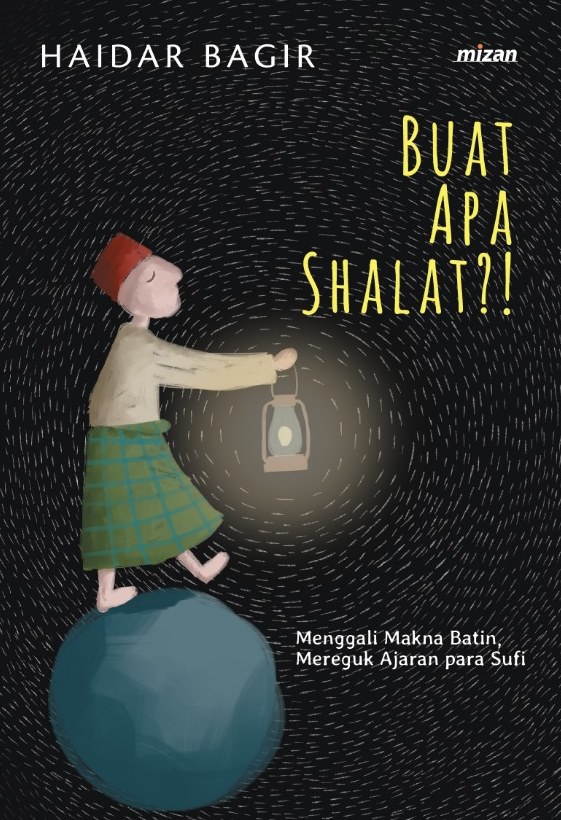 HAIDAR BAGIR
mizan
BUAT
APA
SHALAT?!
Menggali Makna Batin,
Mereguk Ajaran para Sufi